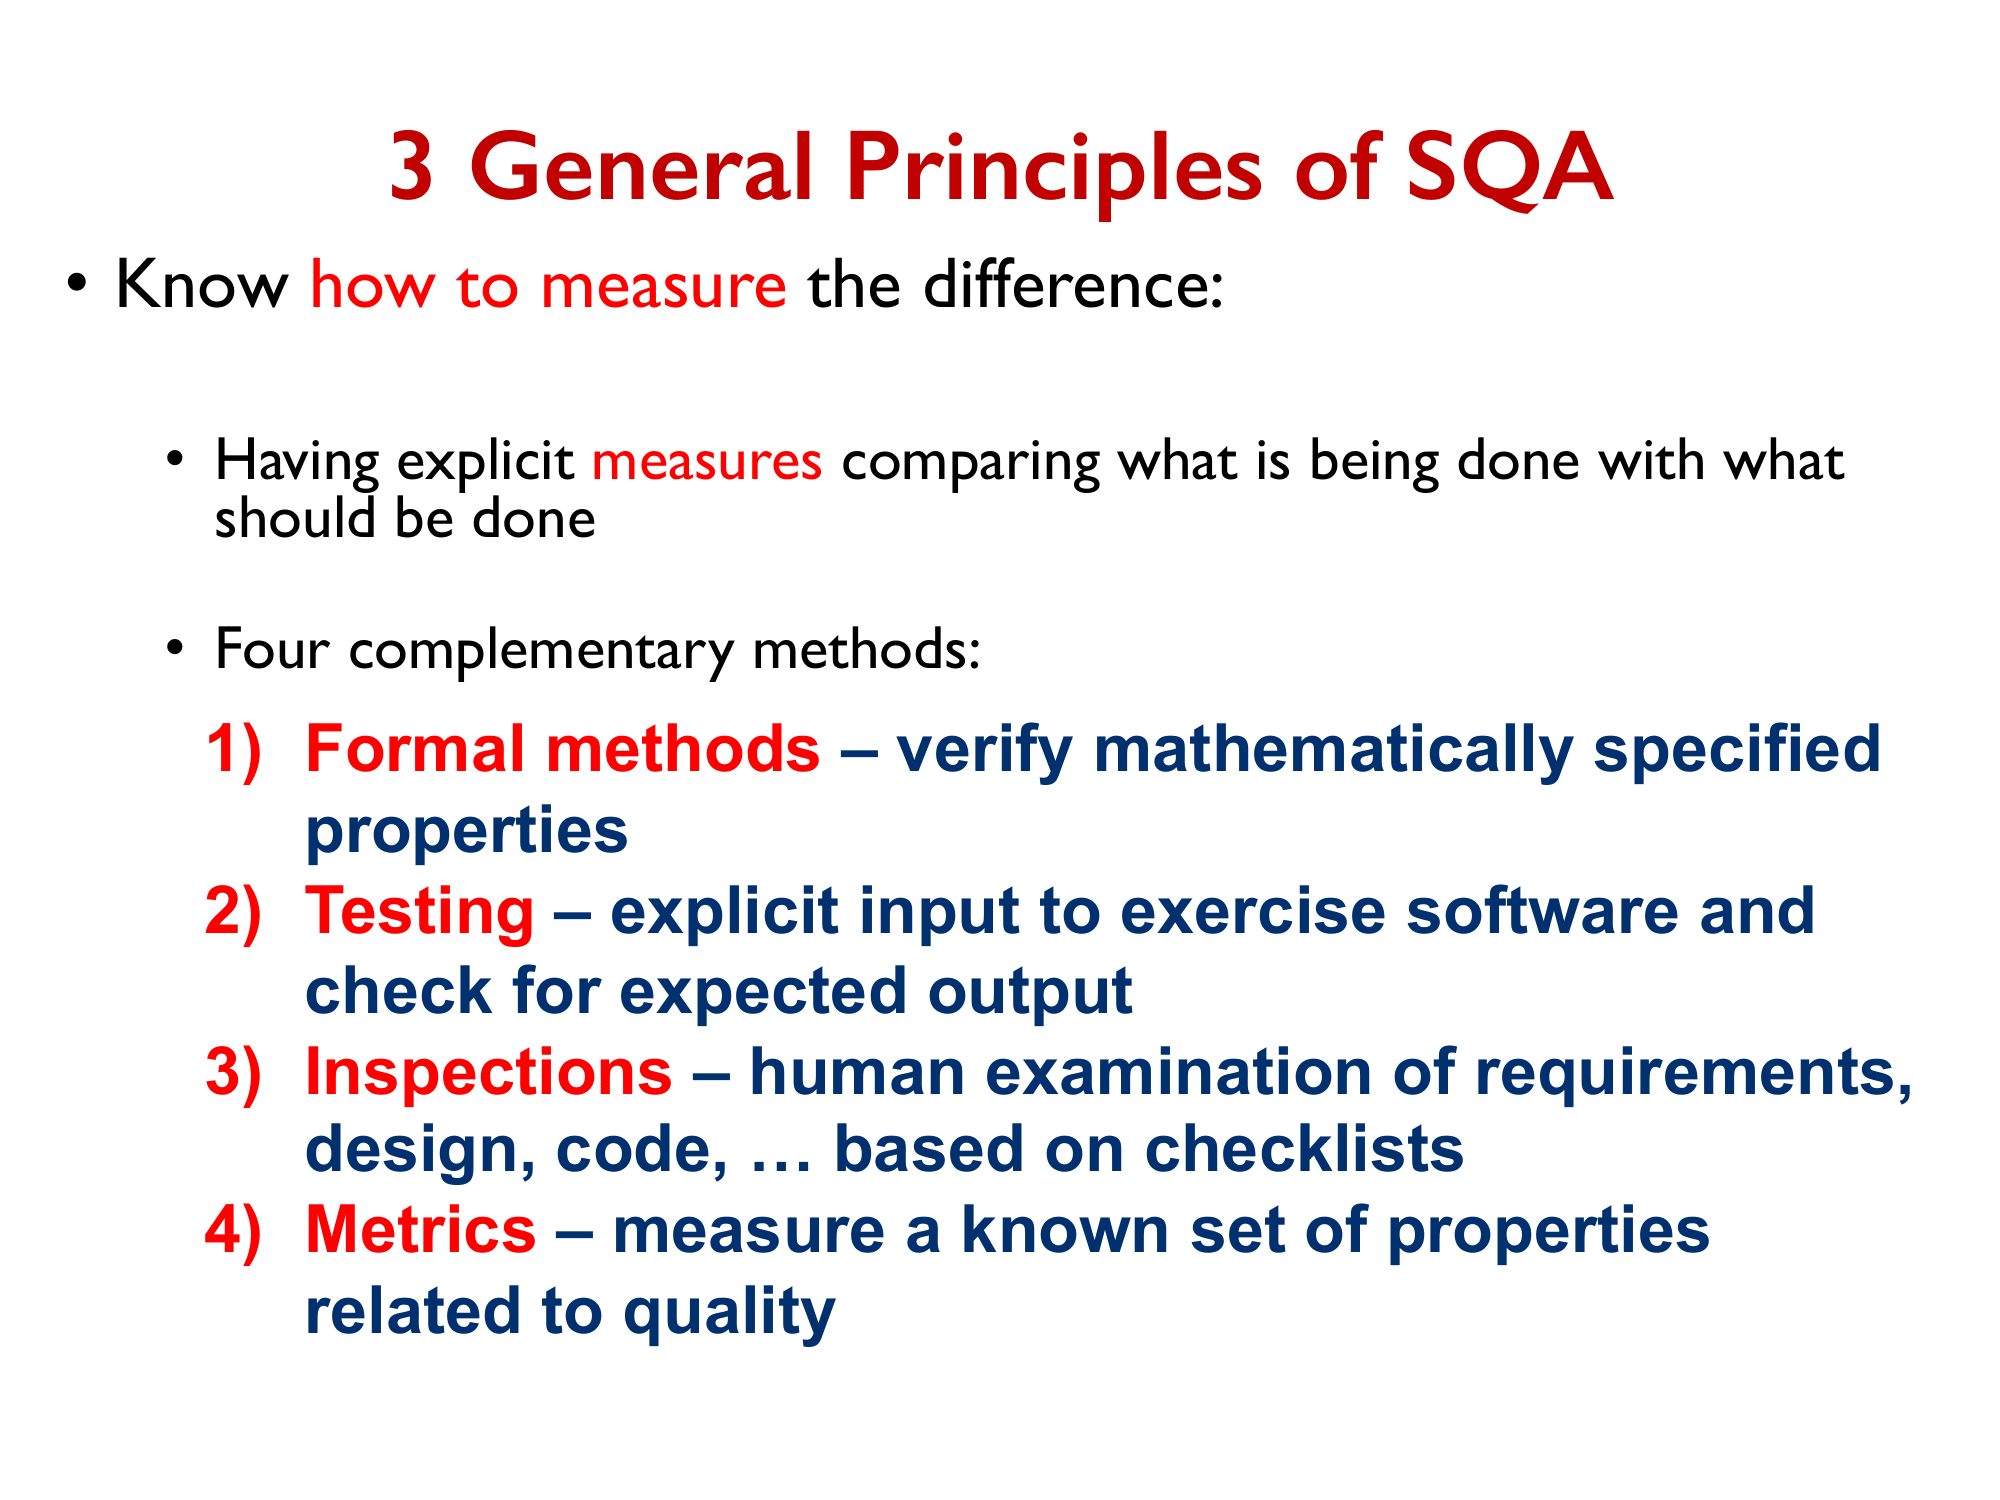 3 General Principles of SQA
• Know how to measure the difference:
• Having explicit measures comparing what is being done with what
should be done
• Four complementary methods:
1) Formal methods – verify mathematically specified
properties
2) Testing – explicit input to exercise software and
check for expected output
3) Inspections – human examination of requirements,
design, code, … based on checklists
4) Metrics – measure a known set of properties
related to quality